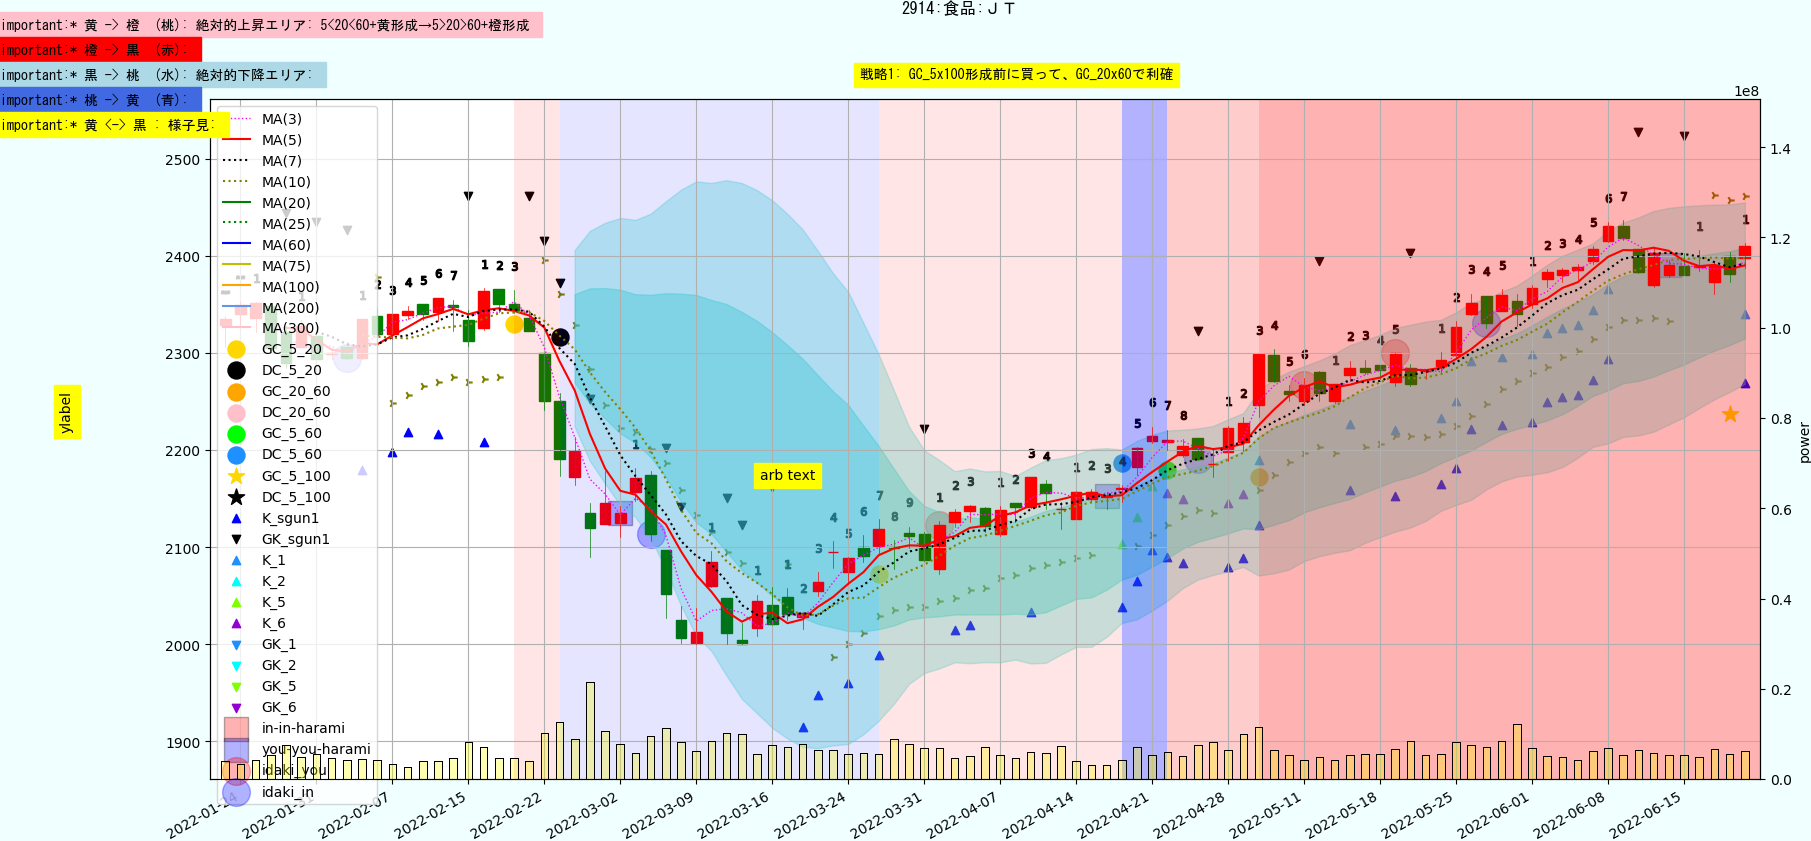 2914:食品:ＪＴ
important:* 黄 -> 橙 (桃): 絶対的上昇エリア: 5<20<60+黄形成→5>20>60+橙形成
important:* 橙 -> 黒 (赤):
important:* 黒 -> 桃 (水): 絶対的下降エリア:
important:* 桃 -> 黄 (青):
important:* 黄 <-> 黒 : 様子見:
戦略1: GC_5x100形成前に買って、GC_20x60で利確
1e8
MA(3)
MA(5)
MA(7)
MA(10)
MA(20)
MA(25)
MA(60)
MA(75)
MA(100)
MA(200)
MA(300)
GC_5_20
DC_5_20
GC_20_60
DC_20_60
GC_5_60
DC_5_60
GC_5_100
DC_5_100
K_sgun1
GK_sgun1
K_1
K_2
K_5
K_6
GK_1
GK_2
GK_5
GK_6
in-in-harami
you-you-harami
idaki_you
idaki_in
2500
2400
2300
2200
2100
2000
1900
ylabel
arb text
1.4
1.2
1.0
0.8
0.6
0.4
0.2
0.0
power
2022-01-24
2022-01-31
2022-02-07
2022-02-15
2022-02-22
2022-03-02
2022-03-09
2022-03-16
2022-03-24
2022-03-31
2022-04-07
2022-04-14
2022-04-21
2022-04-28
2022-05-11
2022-05-18
2022-05-25
2022-06-01
2022-06-08
2022-06-15